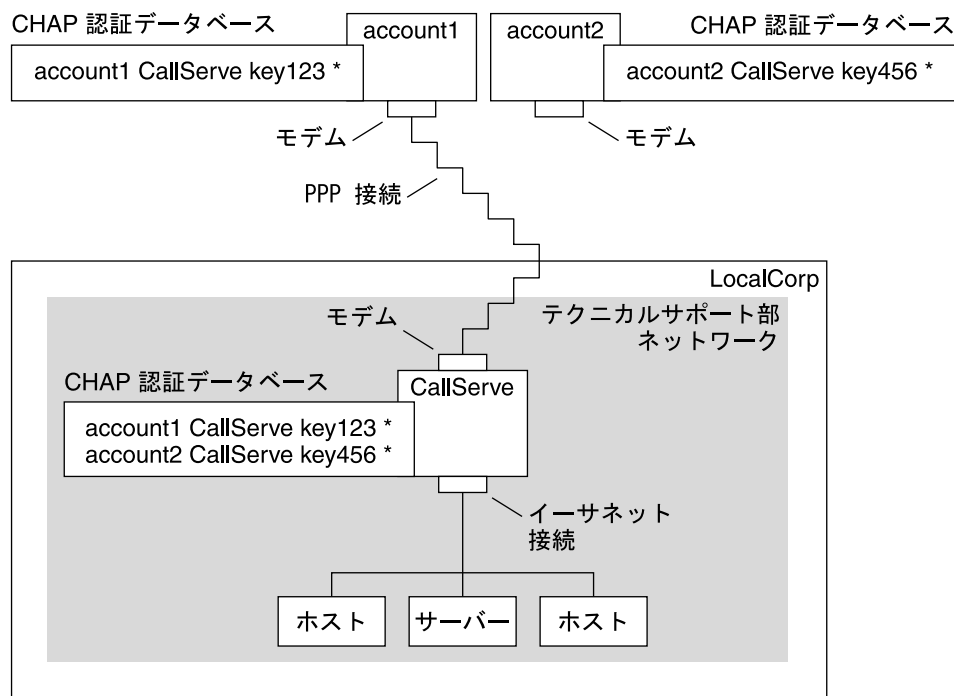 CHAP 認証データベース
account1
account2
CHAP 認証データベース
account1 CallServe key123 *
account2 CallServe key456 *
モデム
モデム
PPP 接続
LocalCorp
モデム
テクニカルサポート部
ネットワーク
CHAP 認証データベース
CallServe
account1 CallServe key123 *
account2 CallServe key456 *
イーサネット
接続
ホスト
サーバー
ホスト